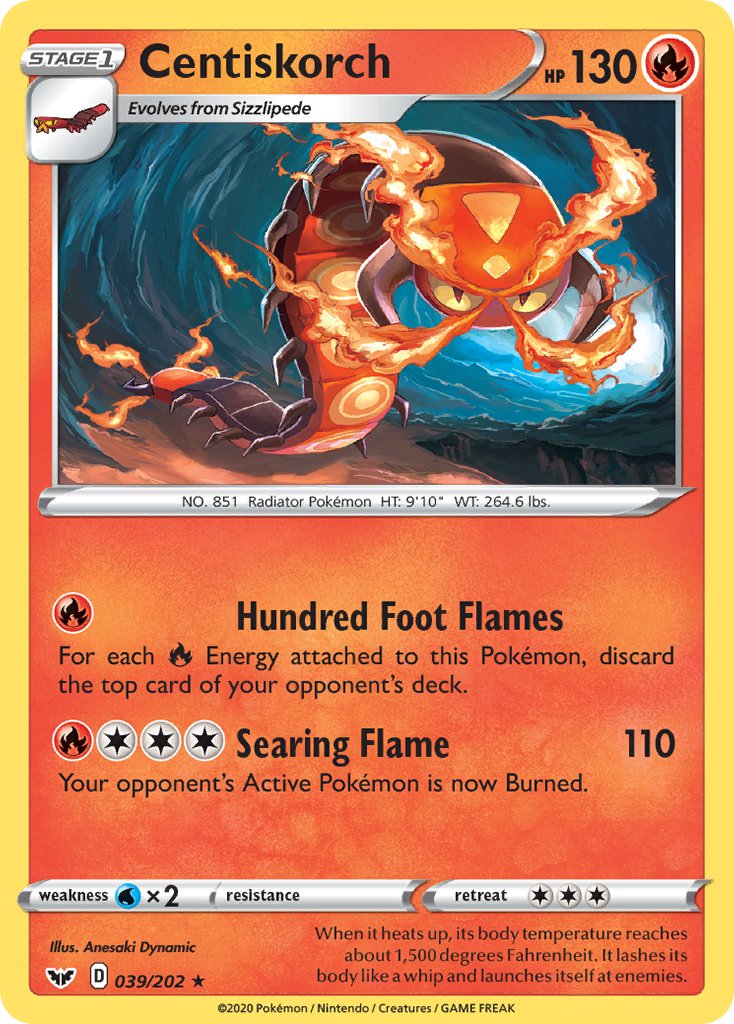 STAGE1
Centiskorch
HP 130
Evolves from Sizzlipede
NO. 851 Radiator Pokémon HT: 9'10" WT: 264.6 lbs.
Hundred Foot Flames
For each Energy attached to this Pokémon, discard
the top card of your opponent's deck.
Searing Flame 110
Your opponent's Active Pokémon is now Burned.
weakness ×2 resistance retreat
Illus. Anesaki Dynamic
D 039/202 ★
When it heats up, its body temperature reaches
about 1,500 degrees Fahrenheit. It lashes its
body like a whip and launches itself at enemies.
©2020 Pokémon / Nintendo / Creatures / GAME FREAK